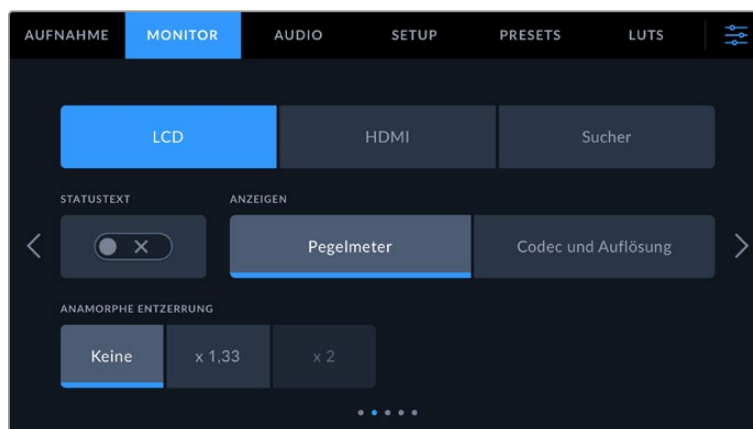 AUFNAHME MONITOR AUDIO SETUP PRESETS LUTS
LCD HDMI Sucher
STATUSTEXT ANZEIGEN
Pegelmeter Codec und Auflösung
ANAMORPHE ENTZERRUNG
Keine x 1,33 x 2